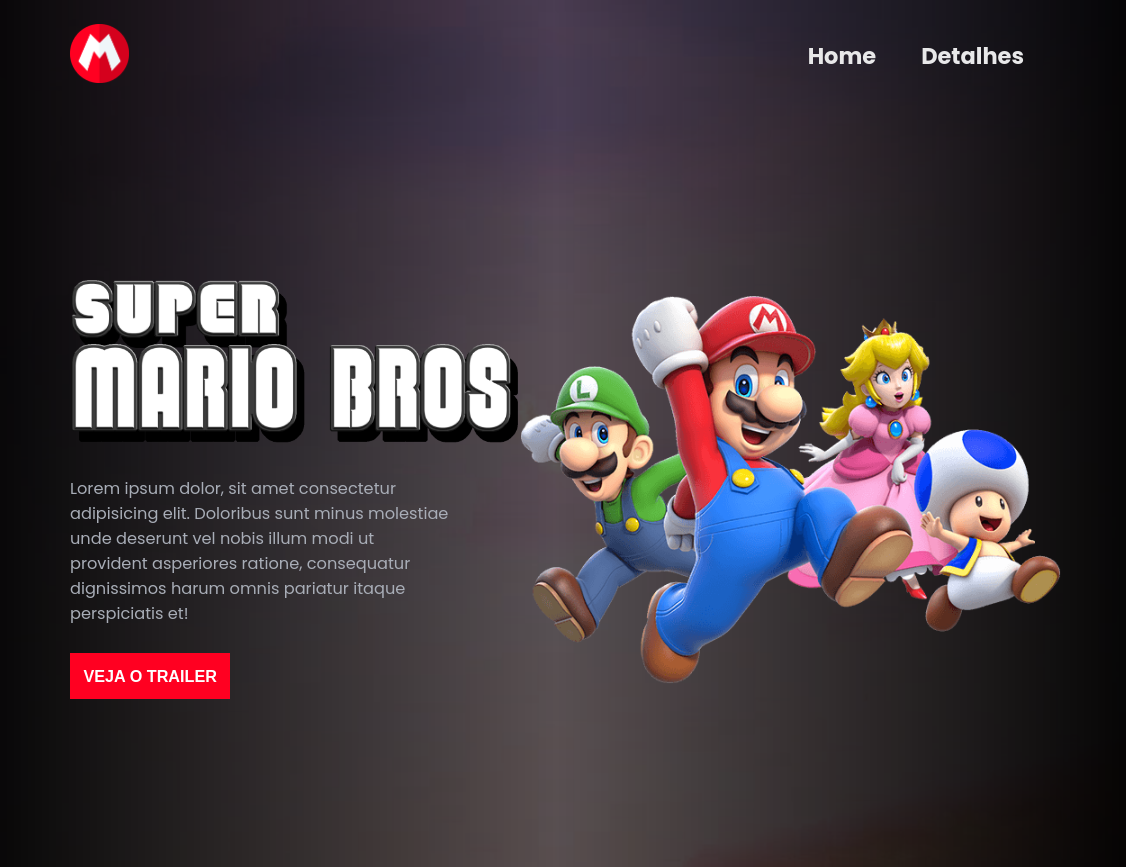 M
Home Detalhes
SUPER
MARIO BROS
M
L
Lorem ipsum dolor, sit amet consectetur
adipisicing elit. Doloribus sunt minus molestiae
unde deserunt vel nobis illum modi ut
provident asperiores ratione, consequatur
dignissimos harum omnis pariatur itaque
perspiciatis et!
VEJA O TRAILER